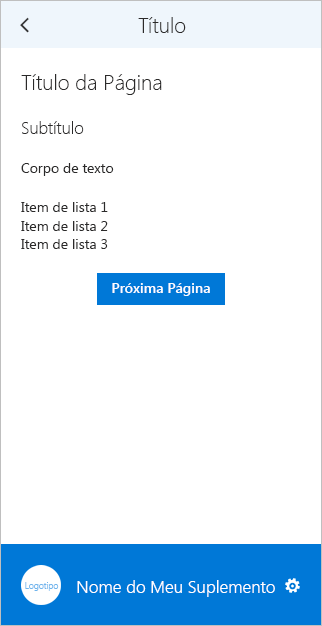 Título
Título da Página
Subtítulo
Corpo de texto
Item de lista 1
Item de lista 2
Item de lista 3
Próxima Página
Logotipo
Nome do Meu Suplemento